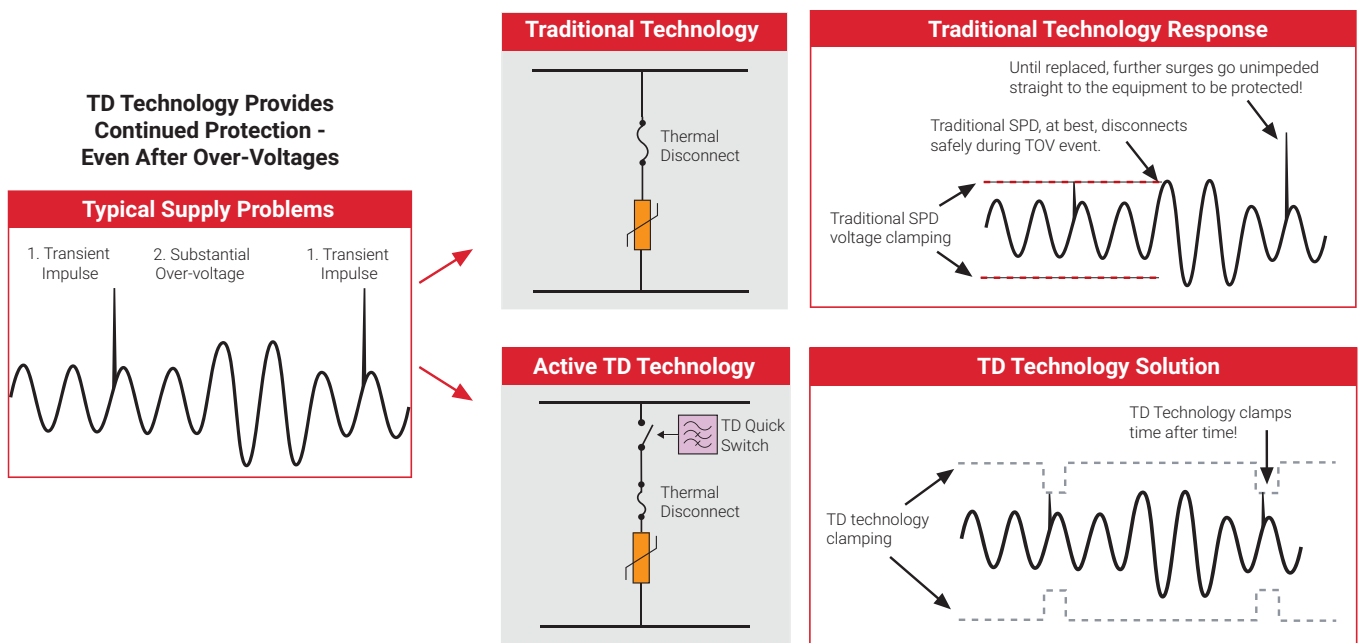 TD Technology Provides
Continued Protection -
Even After Over-Voltages
Typical Supply Problems
1. Transient
Impulse
2. Substantial
Over-voltage
1. Transient
Impulse
Traditional Technology
Thermal
Disconnect
Traditional Technology Response
Until replaced, further surges go unimpeded
straight to the equipment to be protected!
Traditional SPD, at best, disconnects
safely during TOV event.
Traditional SPD
voltage clamping
Active TD Technology
TD Quick
Switch
Thermal
Disconnect
TD Technology Solution
TD Technology clamps
time after time!
TD technology
clamping